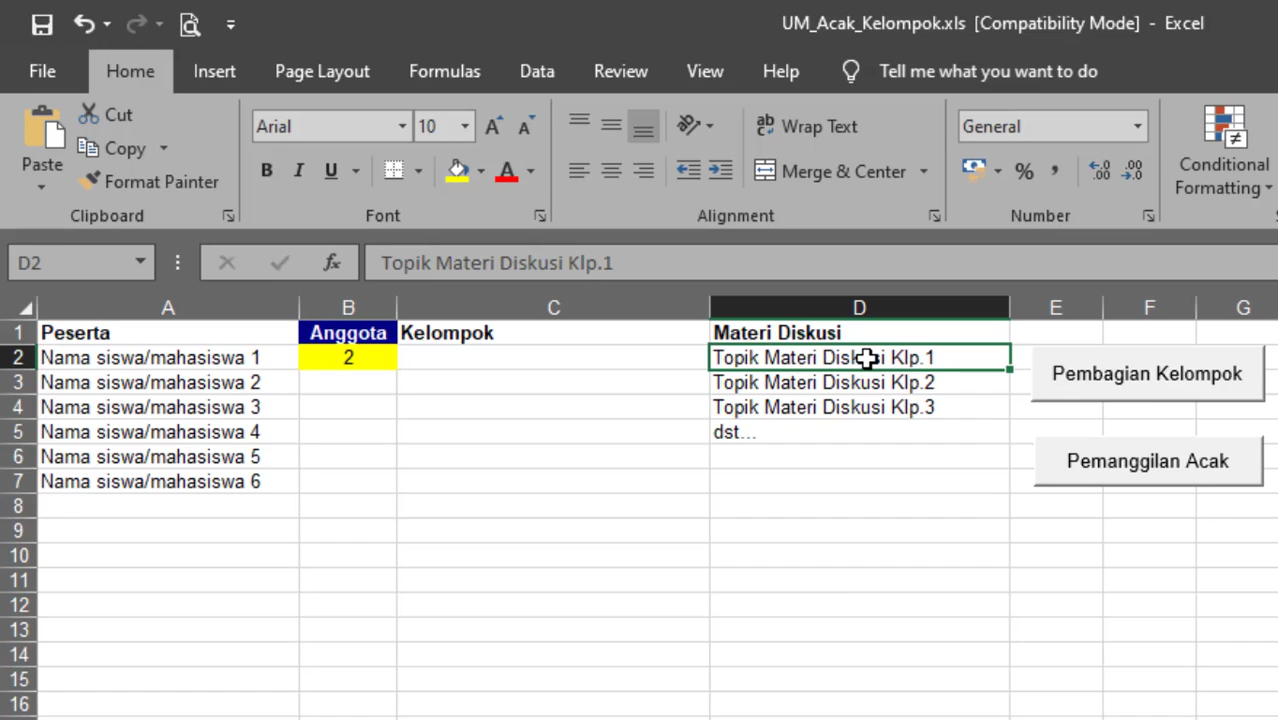 UM_Acak_Kelompok.xls [Compatibility Mode] - Excel
File Home Insert Page Layout Formulas Data Review View Help Tell me what you want to do
Paste Cut Copy Format Painter
Arial 10
B I U A
Wrap Text
Merge & Center
General
%
Conditional Formatting
Clipboard Font Alignment Number
D2 fx Topik Materi Diskusi Klp.1
A B C D E F G
1 Peserta Anggota Kelompok Materi Diskusi
2 Nama siswa/mahasiswa 1 2 Topik Materi Diskusi Klp.1
3 Nama siswa/mahasiswa 2 Topik Materi Diskusi Klp.2
4 Nama siswa/mahasiswa 3 Topik Materi Diskusi Klp.3
5 Nama siswa/mahasiswa 4 dst...
6 Nama siswa/mahasiswa 5
7 Nama siswa/mahasiswa 6
8
9
10
11
12
13
14
15
16
Pembagian Kelompok
Pemanggilan Acak